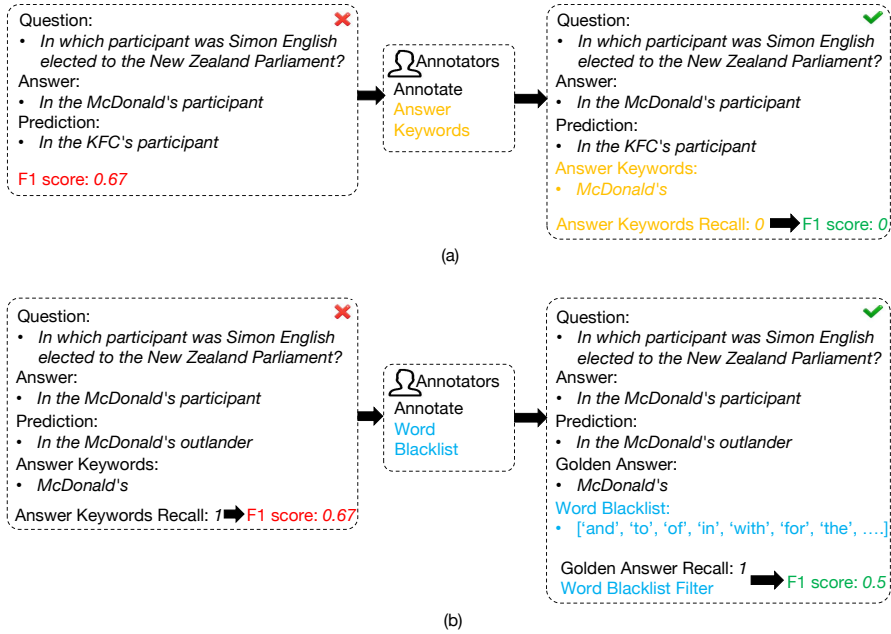 Question:
• In which participant was Simon English
elected to the New Zealand Parliament?
Answer:
• In the McDonald's participant
Prediction:
• In the KFC's participant
F1 score: 0.67
Annotators
Annotate
Answer
Keywords
Question:
• In which participant was Simon English
elected to the New Zealand Parliament?
Answer:
• In the McDonald's participant
Prediction:
• In the KFC's participant
Answer Keywords:
• McDonald's
Answer Keywords Recall: 0 F1 score: 0
(a)
Question:
• In which participant was Simon English
elected to the New Zealand Parliament?
Answer:
• In the McDonald's participant
Prediction:
• In the McDonald's outlander
Answer Keywords:
• McDonald's
Answer Keywords Recall: 1 F1 score: 0.67
Annotators
Annotate
Word
Blacklist
Question:
• In which participant was Simon English
elected to the New Zealand Parliament?
Answer:
• In the McDonald's participant
Prediction:
• In the McDonald's outlander
Golden Answer:
• McDonald's
Word Blacklist:
• [‘and’, ‘to’, ‘of’, ‘in’, ‘with’, ‘for’, ‘the’, ….]
Golden Answer Recall: 1
Word Blacklist Filter
F1 score: 0.5
(b)